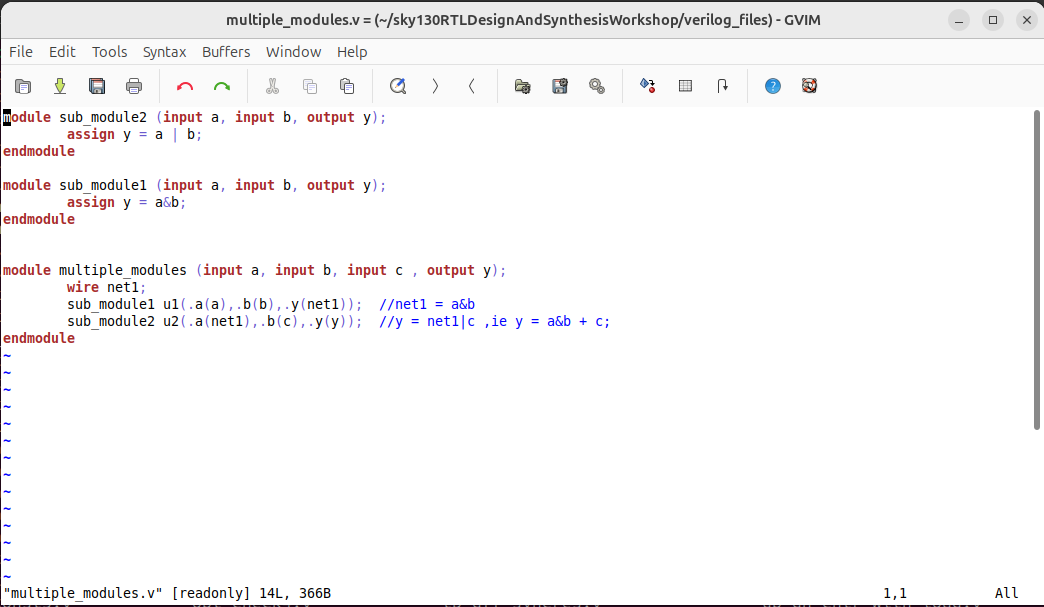 multiple_modules.v = (~/sky130RTLDesignAndSynthesisWorkshop/verilog_files) - GVIM
File Edit Tools Syntax Buffers Window Help
module sub_module2 (input a, input b, output y);
        assign y = a | b;
endmodule

module sub_module1 (input a, input b, output y);
        assign y = a&b;
endmodule


module multiple_modules (input a, input b, input c , output y);
        wire net1;
        sub_module1 u1(.a(a),.b(b),.y(net1));  //net1 = a&b
        sub_module2 u2(.a(net1),.b(c),.y(y));  //y = net1|c ,ie y = a&b + c;
endmodule
~
~
~
~
~
~
~
~
~
~
~
~
~
~
"multiple_modules.v" [readonly] 14L, 366B 1,1 All